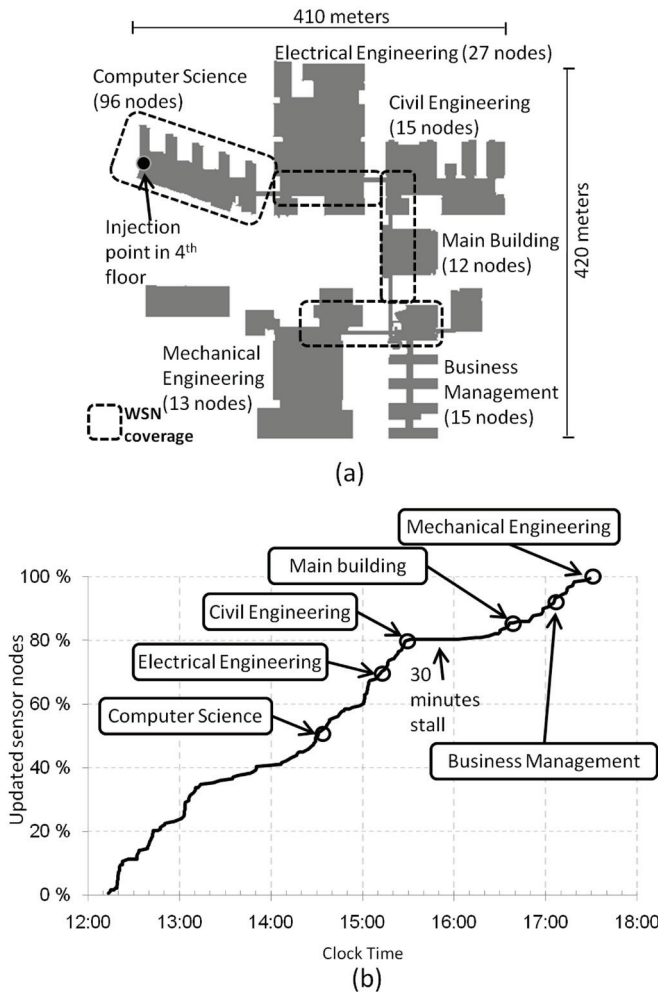 410 meters
Electrical Engineering (27 nodes)
Computer Science
(96 nodes)
Civil Engineering
(15 nodes)
Injection
point in 4th
floor
Main Building
(12 nodes)
420 meters
Mechanical
Engineering
(13 nodes)
Business
Management
(15 nodes)
WSN
coverage
(a)
Mechanical Engineering
Main building
Civil Engineering
Electrical Engineering
Computer Science
30
minutes
stall
Business Management
Updated sensor nodes
100 %
80 %
60 %
40 %
20 %
0 %
12:00 13:00 14:00 15:00 16:00 17:00 18:00
Clock Time
(b)